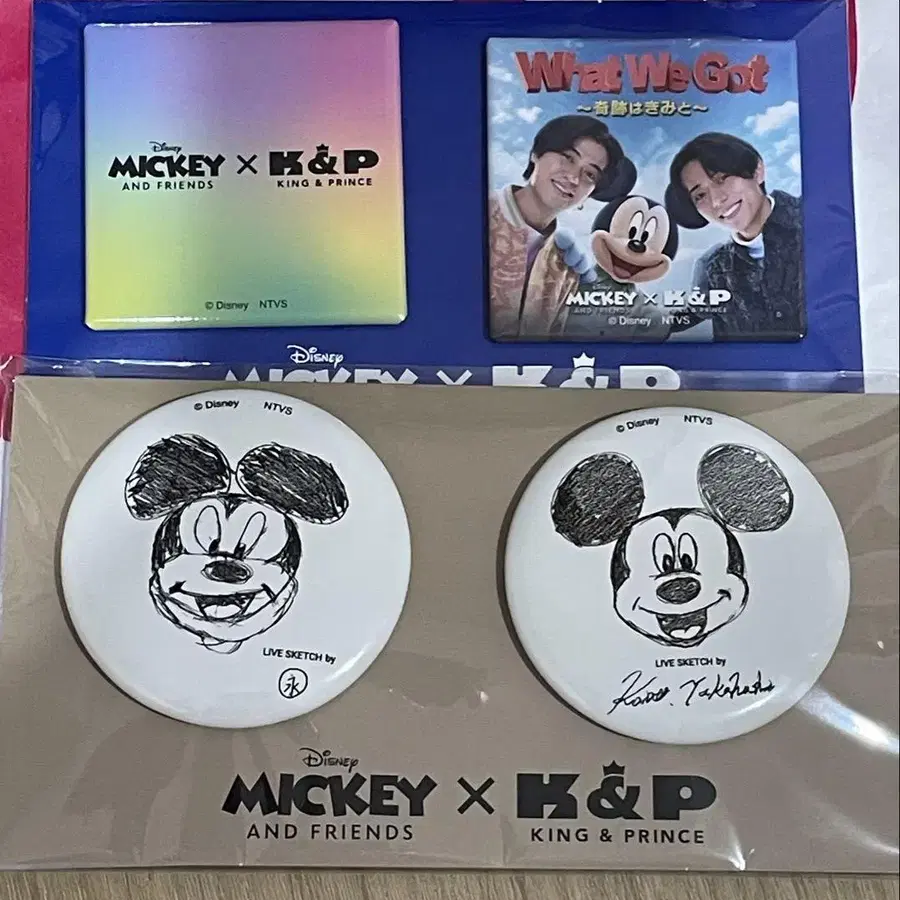 Disney
MICKEY × K&P
AND FRIENDS KING & PRINCE
© Disney NTVS
What We Got
～奇跡はきみと～
Disney
MICKEY × K&P
AND FRIENDS KING & PRINCE
© Disney NTVS
Disney
MICKEY × K&P
© Disney NTVS
LIVE SKETCH by
永
© Disney NTVS
LIVE SKETCH by
Disney
MICKEY × K&P
AND FRIENDS KING & PRINCE